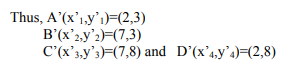 Thus, A’(x’₁,y’₁)=(2,3)
B’(x’₂,y’₂)=(7,3)
C’(x’₃,y’₃)=(7,8) and D’(x’₄,y’₄)=(2,8)